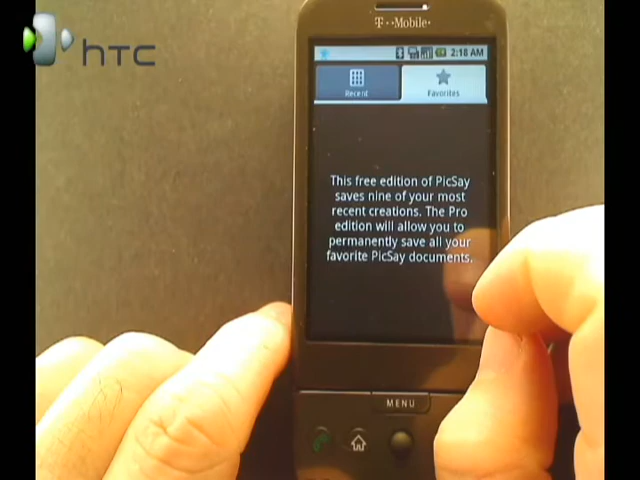 T··Mobile·
hTC
2:18 AM
Recent
Favorites
This free edition of PicSay
saves nine of your most
recent creations. The Pro
edition will allow you to
permanently save all your
favorite PicSay documents.
MENU